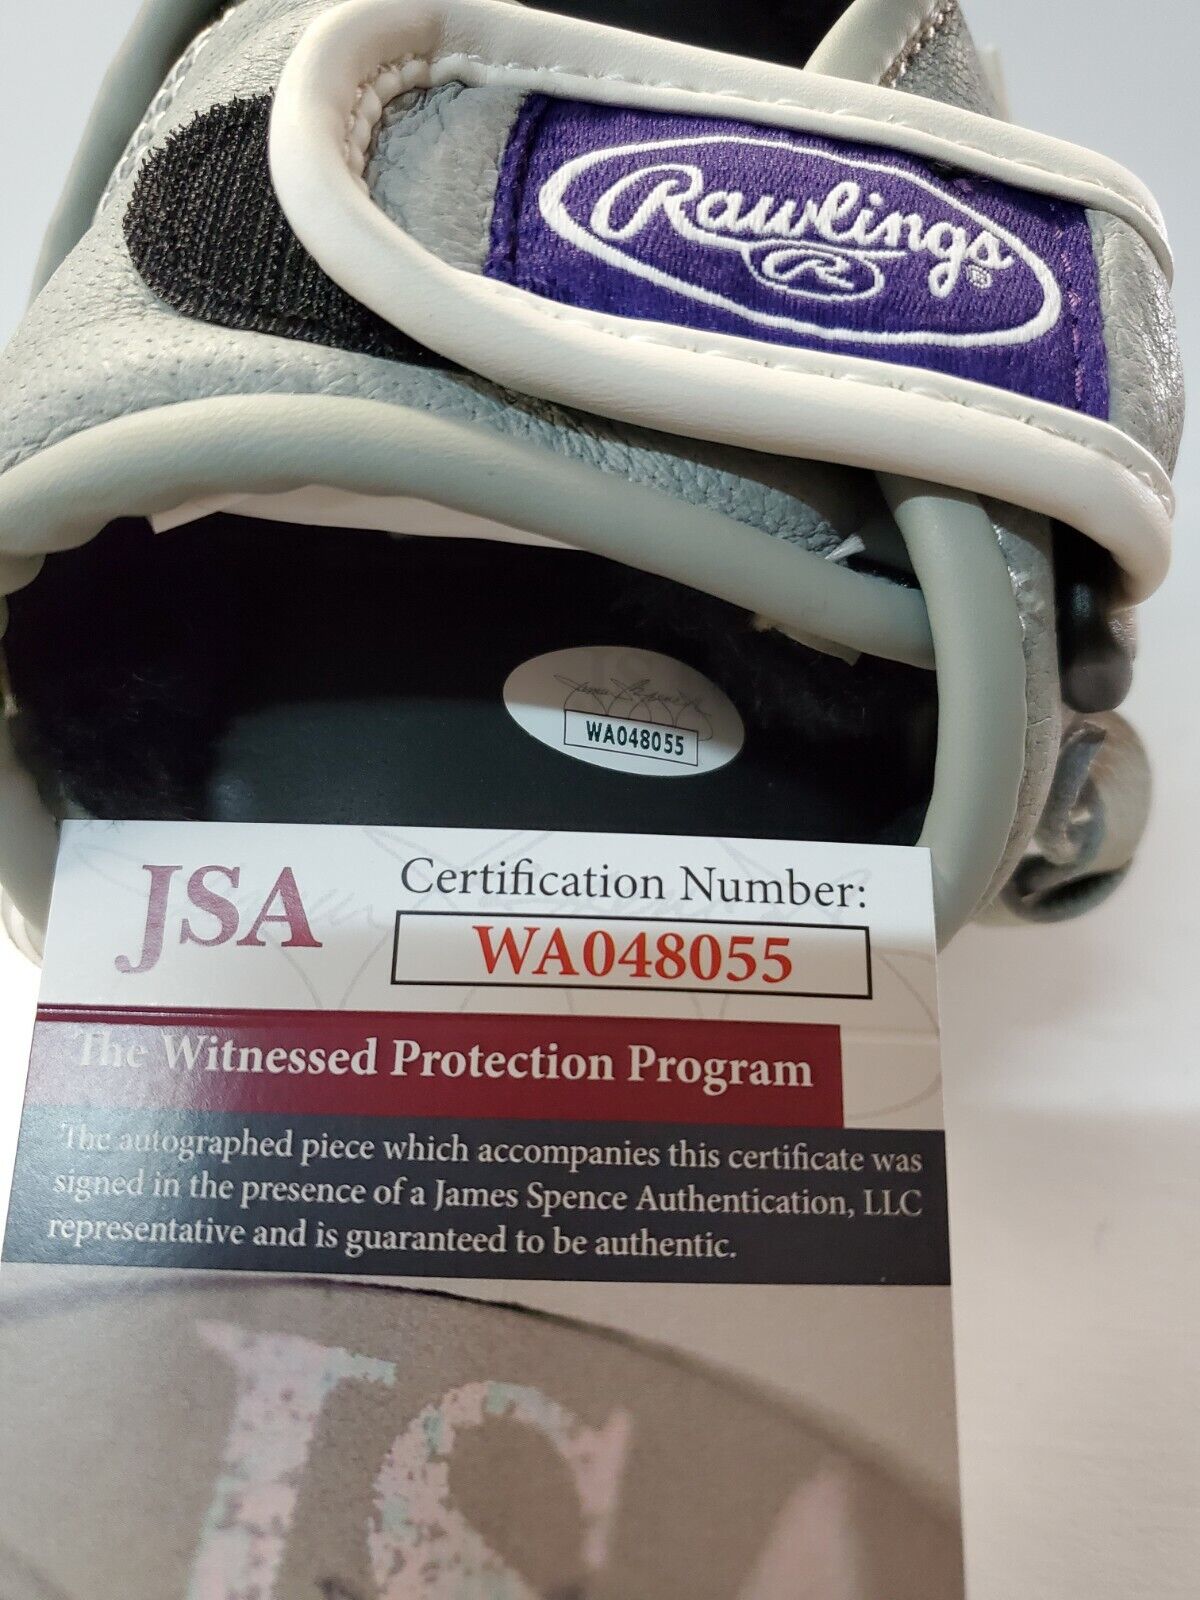 Rawlings®
R
WA048055
JSA
Certification Number:
WA048055
The Witnessed Protection Program
The autographed piece which accompanies this certificate was
signed in the presence of a James Spence Authentication, LLC
representative and is guaranteed to be authentic.
JSA